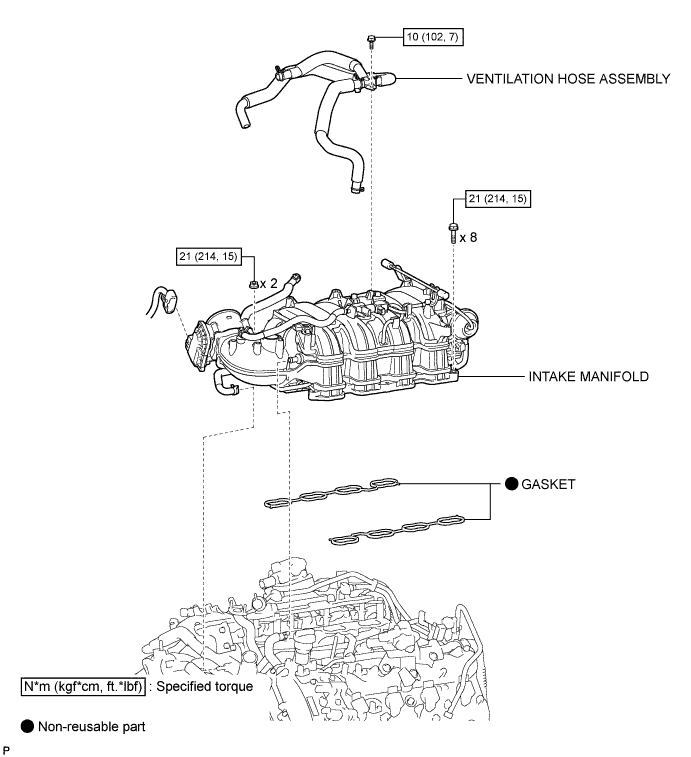 10 (102, 7)
VENTILATION HOSE ASSEMBLY
21 (214, 15)
x 8
21 (214, 15)
x 2
INTAKE MANIFOLD
GASKET
N*m (kgf*cm, ft.*lbf) : Specified torque
Non-reusable part
P